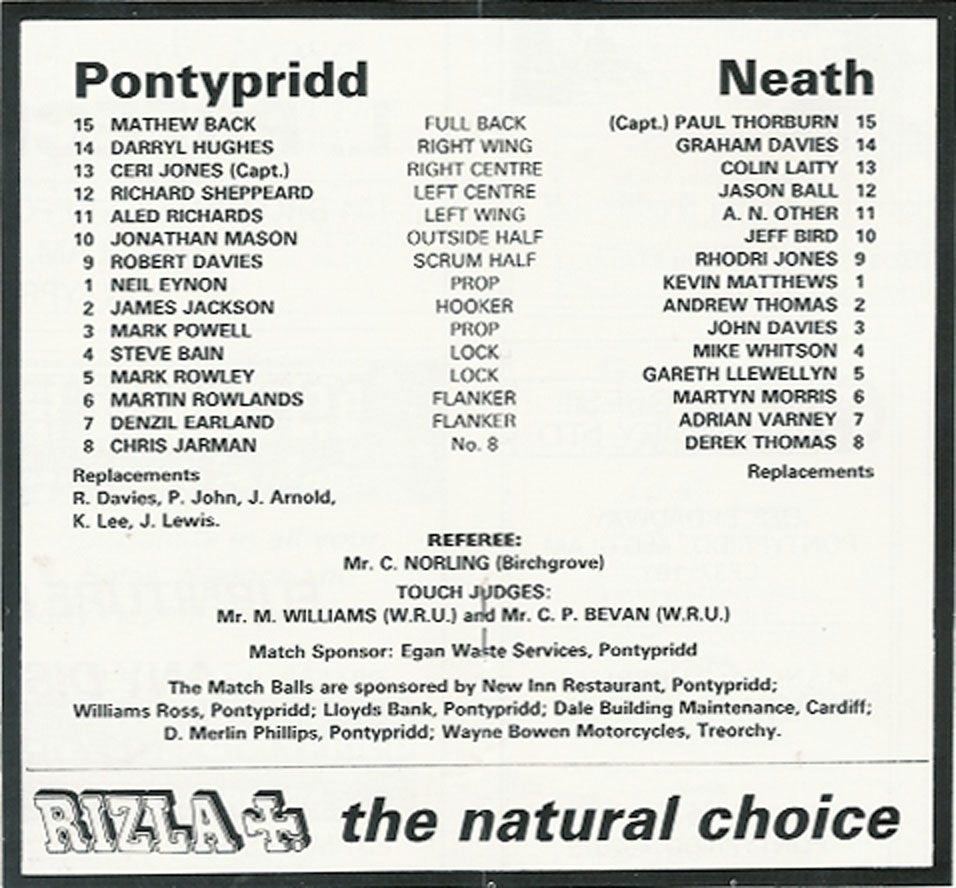 Pontypridd Neath
15 MATHEW BACK FULL BACK (Capt.) PAUL THORBURN 15
14 DARRYL HUGHES RIGHT WING GRAHAM DAVIES 14
13 CERI JONES (Capt.) RIGHT CENTRE COLIN LAITY 13
12 RICHARD SHEPPEARD LEFT CENTRE JASON BALL 12
11 ALED RICHARDS LEFT WING A. N. OTHER 11
10 JONATHAN MASON OUTSIDE HALF JEFF BIRD 10
9 ROBERT DAVIES SCRUM HALF RHODRI JONES 9
1 NEIL EYNON PROP KEVIN MATTHEWS 1
2 JAMES JACKSON HOOKER ANDREW THOMAS 2
3 MARK POWELL PROP JOHN DAVIES 3
4 STEVE BAIN LOCK MIKE WHITSON 4
5 MARK ROWLEY LOCK GARETH LLEWELLYN 5
6 MARTIN ROWLANDS FLANKER MARTYN MORRIS 6
7 DENZIL EARLAND FLANKER ADRIAN VARNEY 7
8 CHRIS JARMAN No. 8 DEREK THOMAS 8
Replacements Replacements
R. Davies, P. John, J. Arnold,
K. Lee, J. Lewis.
REFEREE:
Mr. C. NORLING (Birchgrove)
TOUCH JUDGES:
Mr. M. WILLIAMS (W.R.U.) and Mr. C. P. BEVAN (W.R.U.)
Match Sponsor: Egan Waste Services, Pontypridd
The Match Balls are sponsored by New Inn Restaurant, Pontypridd;
Williams Ross, Pontypridd; Lloyds Bank, Pontypridd; Dale Building Maintenance, Cardiff;
D. Merlin Phillips, Pontypridd; Wayne Bowen Motorcycles, Treorchy.
RIZLA the natural choice